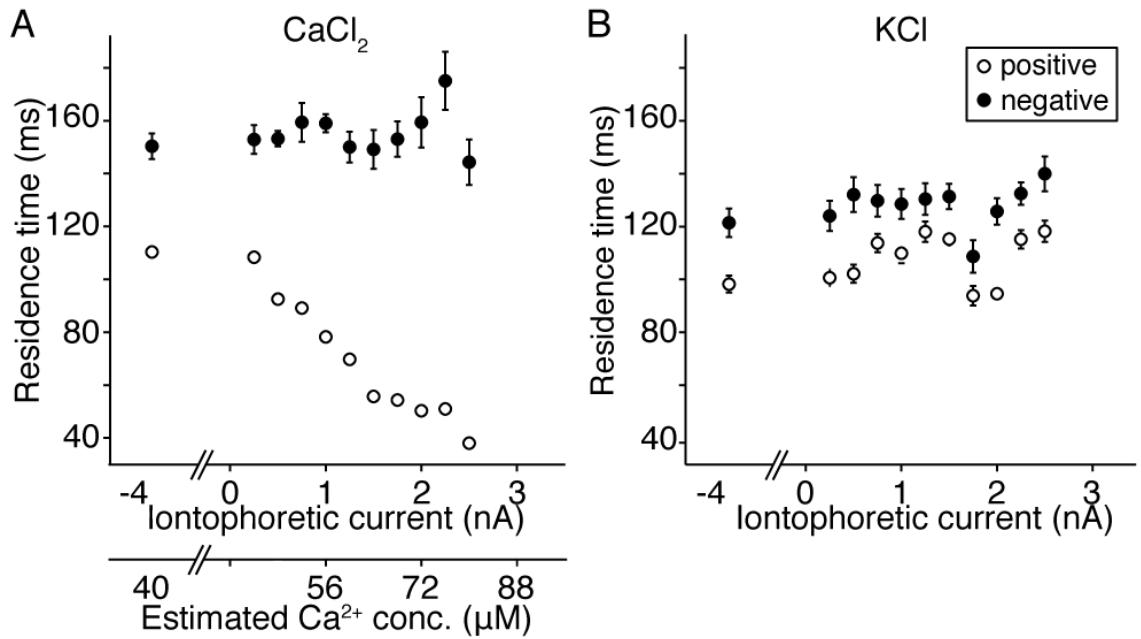 A
CaCl2
Residence time (ms)
160
120
80
40
-4
0
1
2
3
Iontophoretic current (nA)
40
56
72
88
Estimated Ca2+ conc. (μM)
B
KCl
positive
negative
Residence time (ms)
160
120
80
40
-4
0
1
2
3
Iontophoretic current (nA)